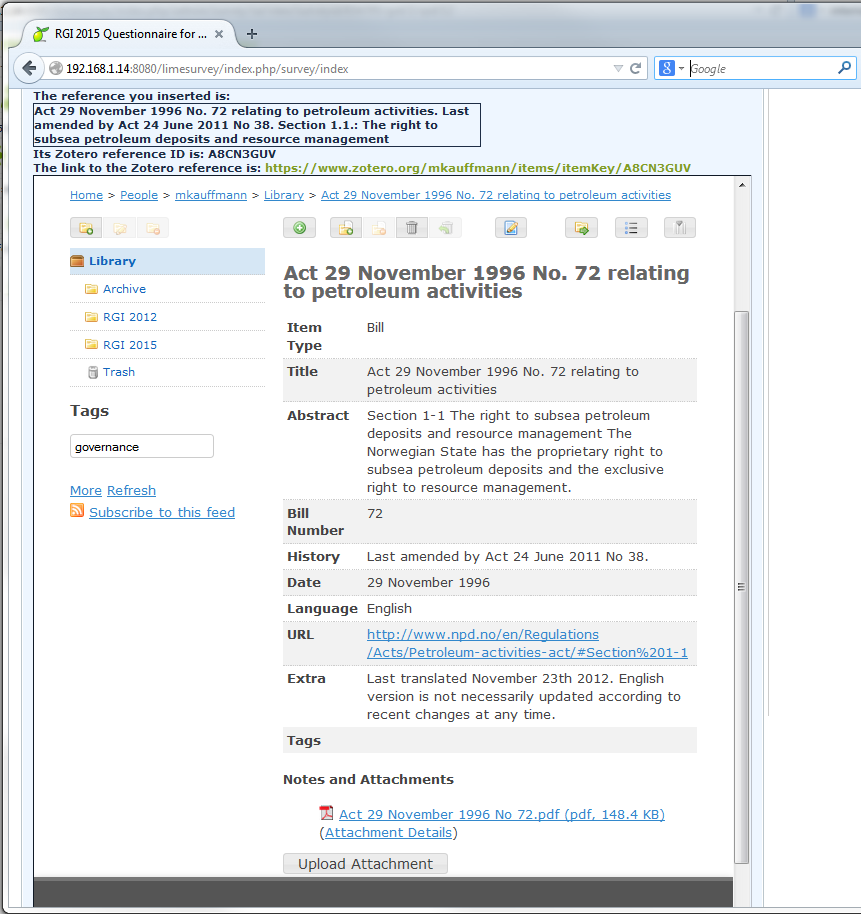 RGI 2015 Questionnaire for ...
192.168.1.14:8080/limesurvey/index.php/survey/index
Google
The reference you inserted is:
Act 29 November 1996 No. 72 relating to petroleum activities. Last
amended by Act 24 June 2011 No 38. Section 1.1.: The right to
subsea petroleum deposits and resource management
Its Zotero reference ID is: A8CN3GUV
The link to the Zotero reference is: https://www.zotero.org/mkauffmann/items/itemKey/A8CN3GUV
Home > People > mkauffmann > Library > Act 29 November 1996 No. 72 relating to petroleum activities
Library
Archive
RGI 2012
RGI 2015
Trash
Tags
governance
More Refresh
Subscribe to this feed
Act 29 November 1996 No. 72 relating
to petroleum activities
Item Bill
Type
Title Act 29 November 1996 No. 72 relating to
petroleum activities
Abstract Section 1-1 The right to subsea petroleum
deposits and resource management The
Norwegian State has the proprietary right to
subsea petroleum deposits and the exclusive
right to resource management.
Bill 72
Number
History Last amended by Act 24 June 2011 No 38.
Date 29 November 1996
Language English
URL http://www.npd.no/en/Regulations
/Acts/Petroleum-activities-act/#Section%201-1
Extra Last translated November 23th 2012. English
version is not necessarily updated according to
recent changes at any time.
Tags
Notes and Attachments
Act 29 November 1996 No 72.pdf (pdf, 148.4 KB)
(Attachment Details)
Upload Attachment